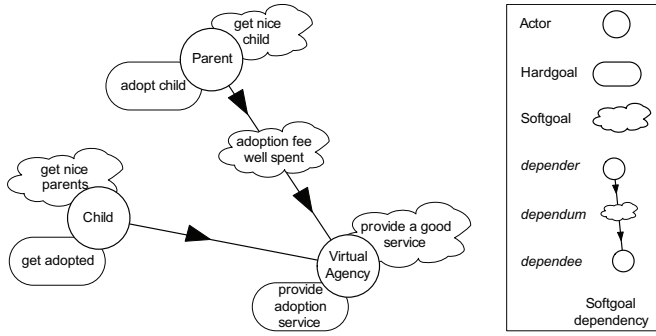 get nice
child
Parent
adopt child
adoption fee
well spent
get nice
parents
Child
get adopted
provide a good
service
Virtual
Agency
provide
adoption
service
Actor
Hardgoal
Softgoal
depender
dependum
dependee
Softgoal
dependency